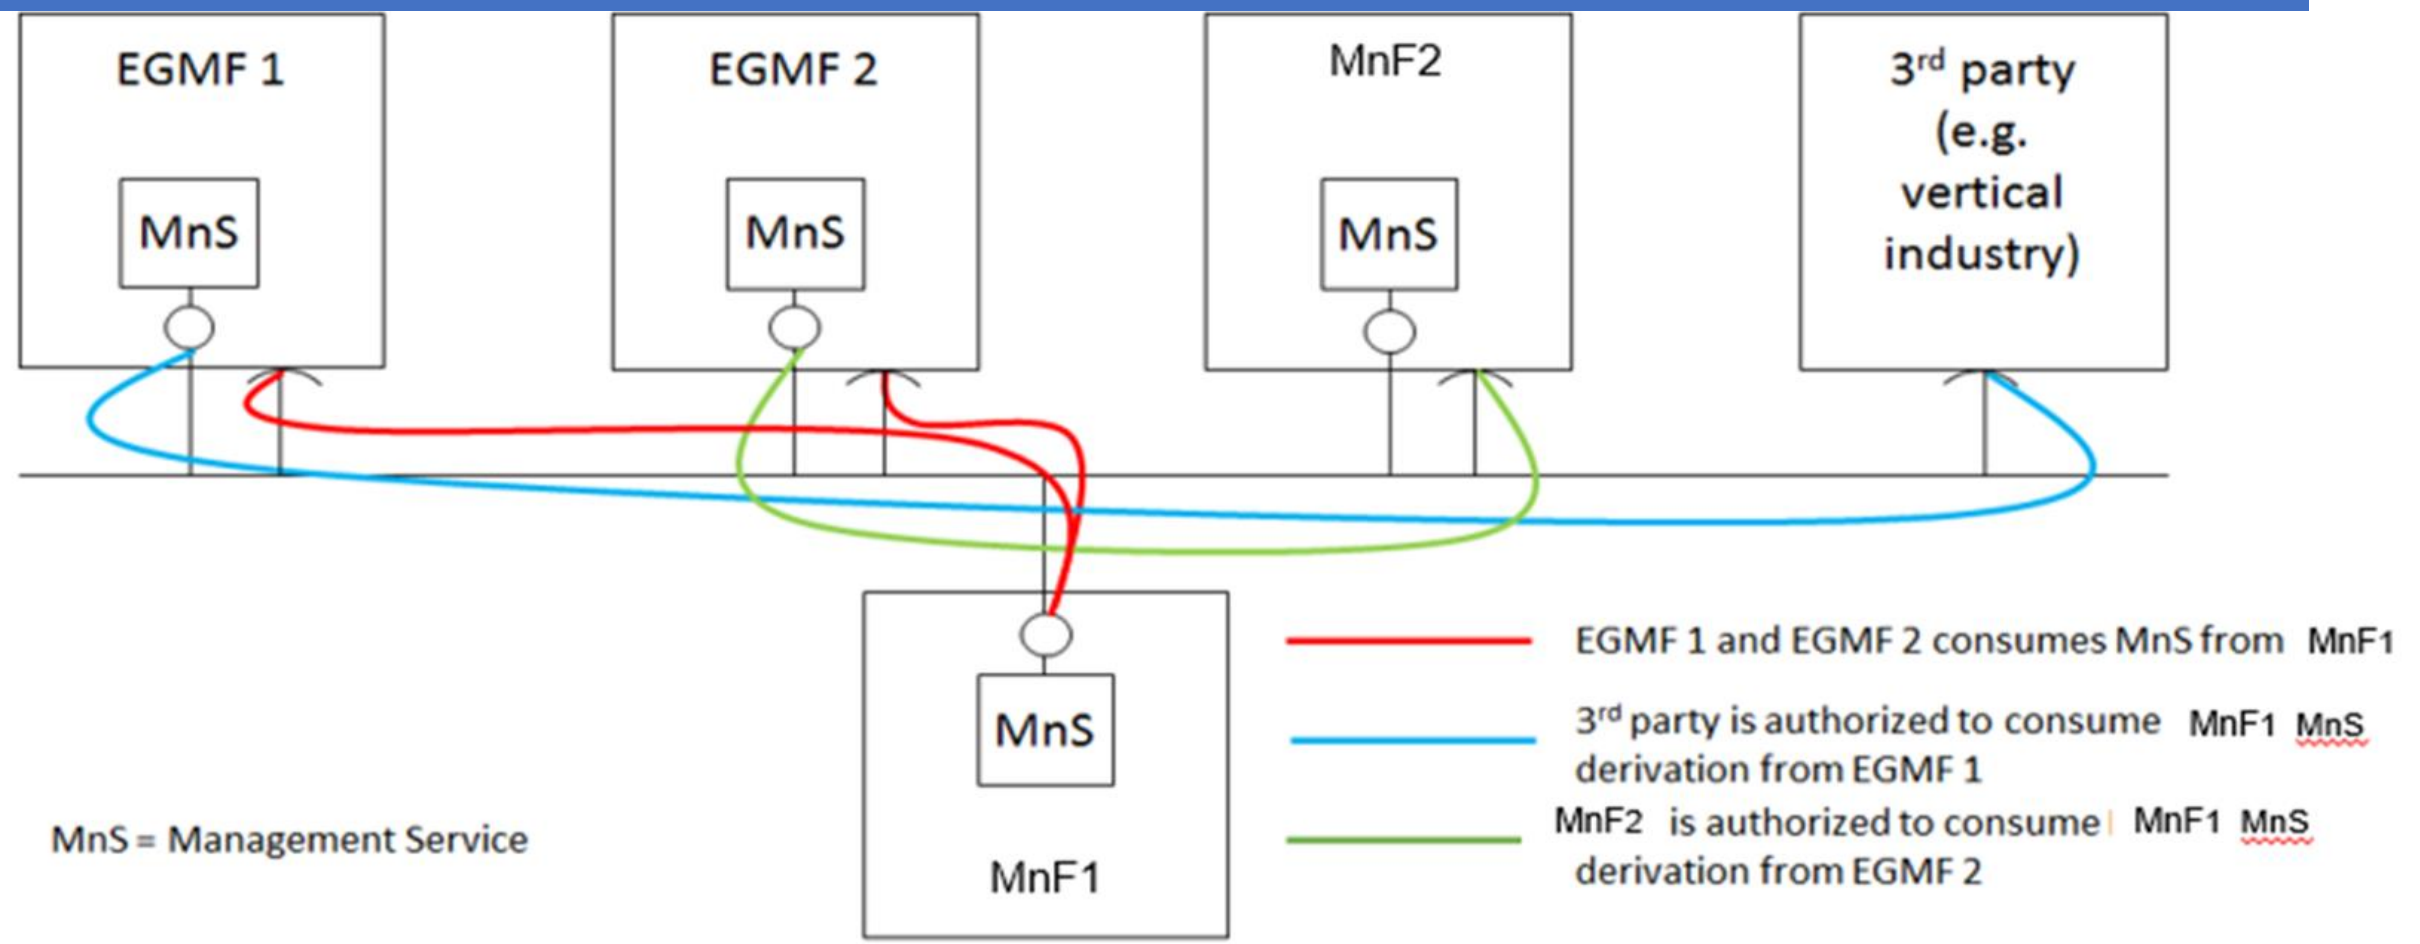 EGMF 1
EGMF 2
MnF2
3rd party
(e.g.
vertical
industry)
MnS
MnS
MnS
MnS
MnF1
MnS = Management Service
EGMF 1 and EGMF 2 consumes MnS from MnF1
3rd party is authorized to consume MnF1 MnS
derivation from EGMF 1
MnF2 is authorized to consume MnF1 MnS
derivation from EGMF 2